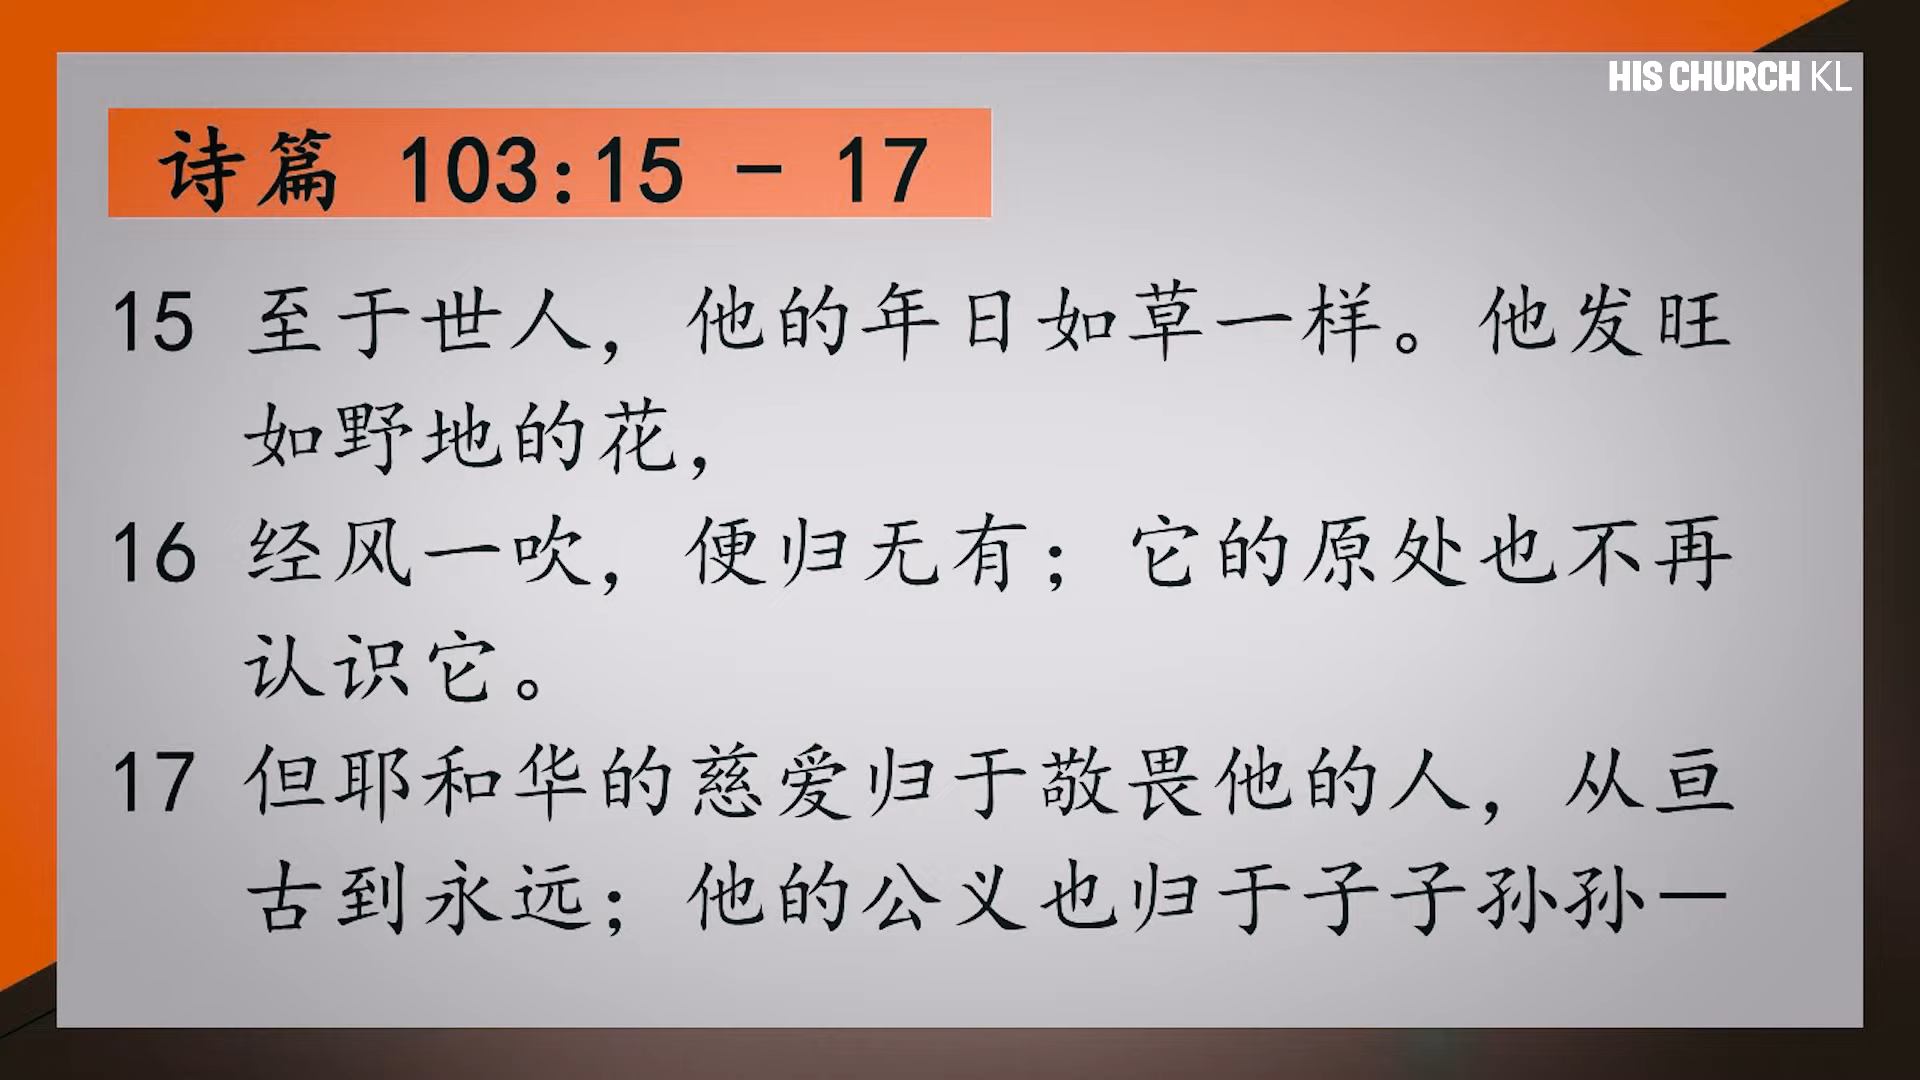 HIS CHURCH KL
诗篇 103:15 - 17
15 至于世人，他的年日如草一样。他发旺
如野地的花，
16 经风一吹，便归无有；它的原处也不再
认识它。
17 但耶和华的慈爱归于敬畏他的人，从亘
古到永远；他的公义也归于子子孙孙—